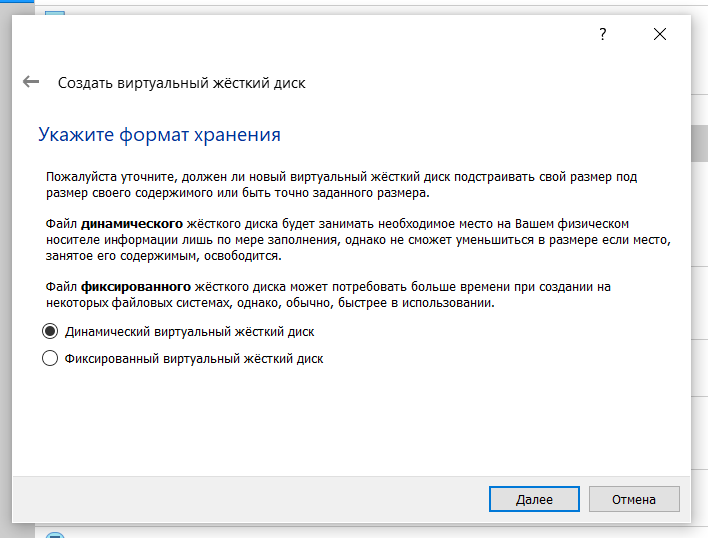 ?
Создать виртуальный жёсткий диск
Укажите формат хранения
Пожалуйста уточните, должен ли новый виртуальный жёсткий диск подстраивать свой размер под
размер своего содержимого или быть точно заданного размера.
Файл динамического жёсткого диска будет занимать необходимое место на Вашем физическом
носителе информации лишь по мере заполнения, однако не сможет уменьшиться в размере если место,
занятое его содержимым, освободится.
Файл фиксированного жёсткого диска может потребовать больше времени при создании на
некоторых файловых системах, однако, обычно, быстрее в использовании.
Динамический виртуальный жёсткий диск
Фиксированный виртуальный жёсткий диск
Далее
Отмена